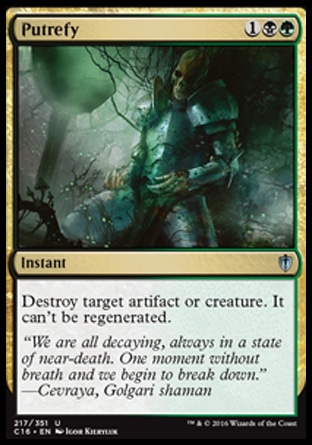 Putrefy 1
Instant
Destroy target artifact or creature. It
can't be regenerated.
"We are all decaying, always in a state
of near-death. One moment without
breath and we begin to break down."
—Cevraya, Golgari shaman
217/351 U
C16 • EN Igor Kieryluk
™ & © 2016 Wizards of the Coast